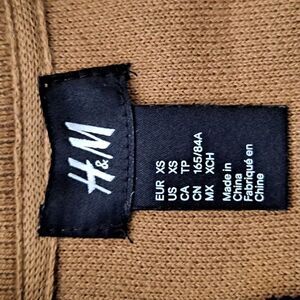 H&M
EUR XS
US XS
CA TP
CN 165/84A
MX XCH
Made in
China
Fabriqué en
Chine